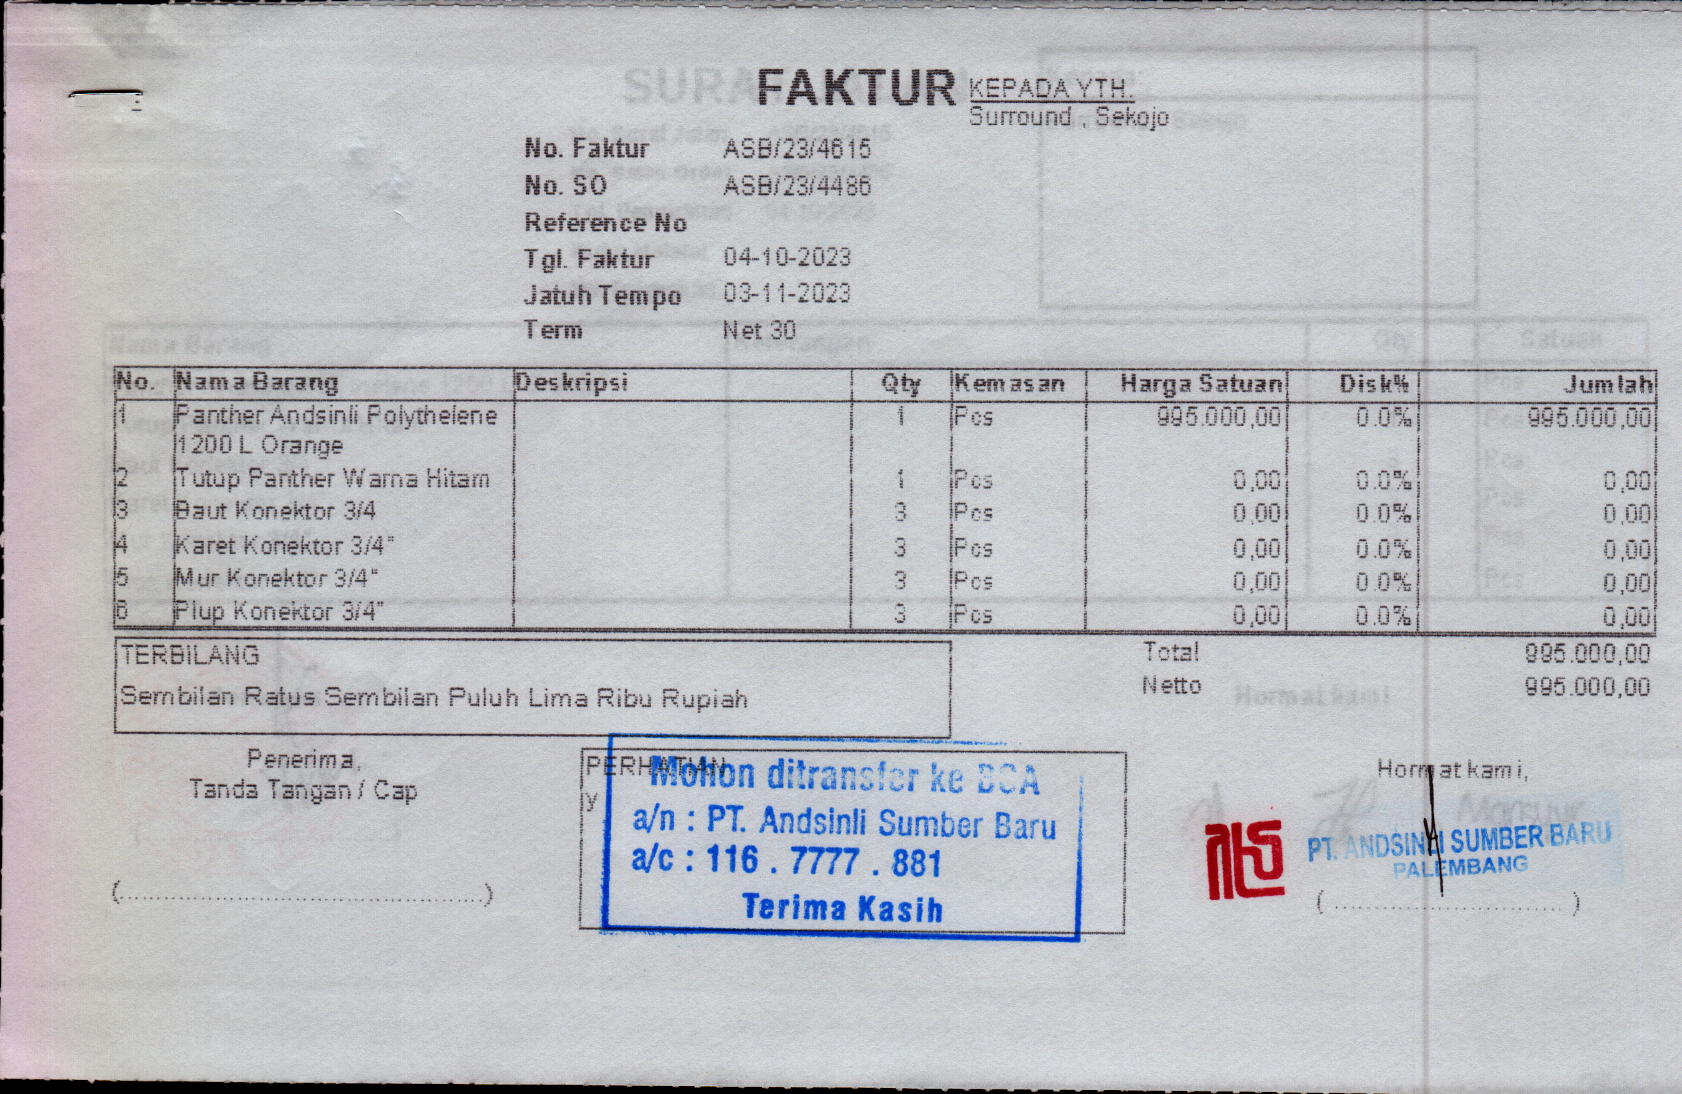 FAKTUR
KEPADA YTH.
Surround , Sekojo
No. Faktur ASB/23/4615
No. SO ASB/23/4486
Reference No
Tgl. Faktur 04-10-2023
Jatuh Tempo 03-11-2023
Term Net 30
No. Nama Barang Deskripsi Qty Kemasan Harga Satuan Disk% Jumlah
1 Panther Andsinli Polythelene 1 Pcs 995.000,00 0.0% 995.000,00
1200 L Orange
2 Tutup Panther Warna Hitam 1 Pcs 0,00 0.0% 0,00
3 Baut Konektor 3/4 3 Pcs 0,00 0.0% 0,00
4 Karet Konektor 3/4" 3 Pcs 0,00 0.0% 0,00
5 Mur Konektor 3/4" 3 Pcs 0,00 0.0% 0,00
6 Plup Konektor 3/4" 3 Pcs 0,00 0.0% 0,00
TERBILANG
Sembilan Ratus Sembilan Puluh Lima Ribu Rupiah
Total 995.000,00
Netto 995.000,00
Penerima,
Tanda Tangan / Cap
(................................................)
PERHATIAN
y
Mohon ditransfer ke BCA
a/n : PT. Andsinli Sumber Baru
a/c : 116 . 7777 . 881
Terima Kasih
Hormat kami,
PT. ANDSINLI SUMBER BARU
PALEMBANG
( ................................ )